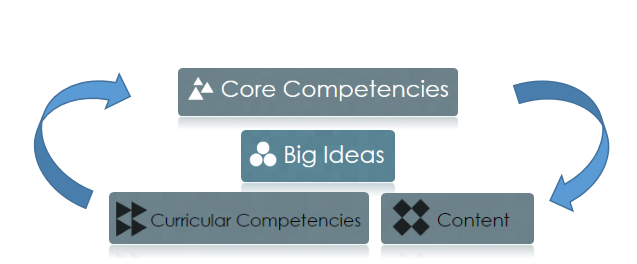 Core Competencies
Big Ideas
Curricular Competencies
Content